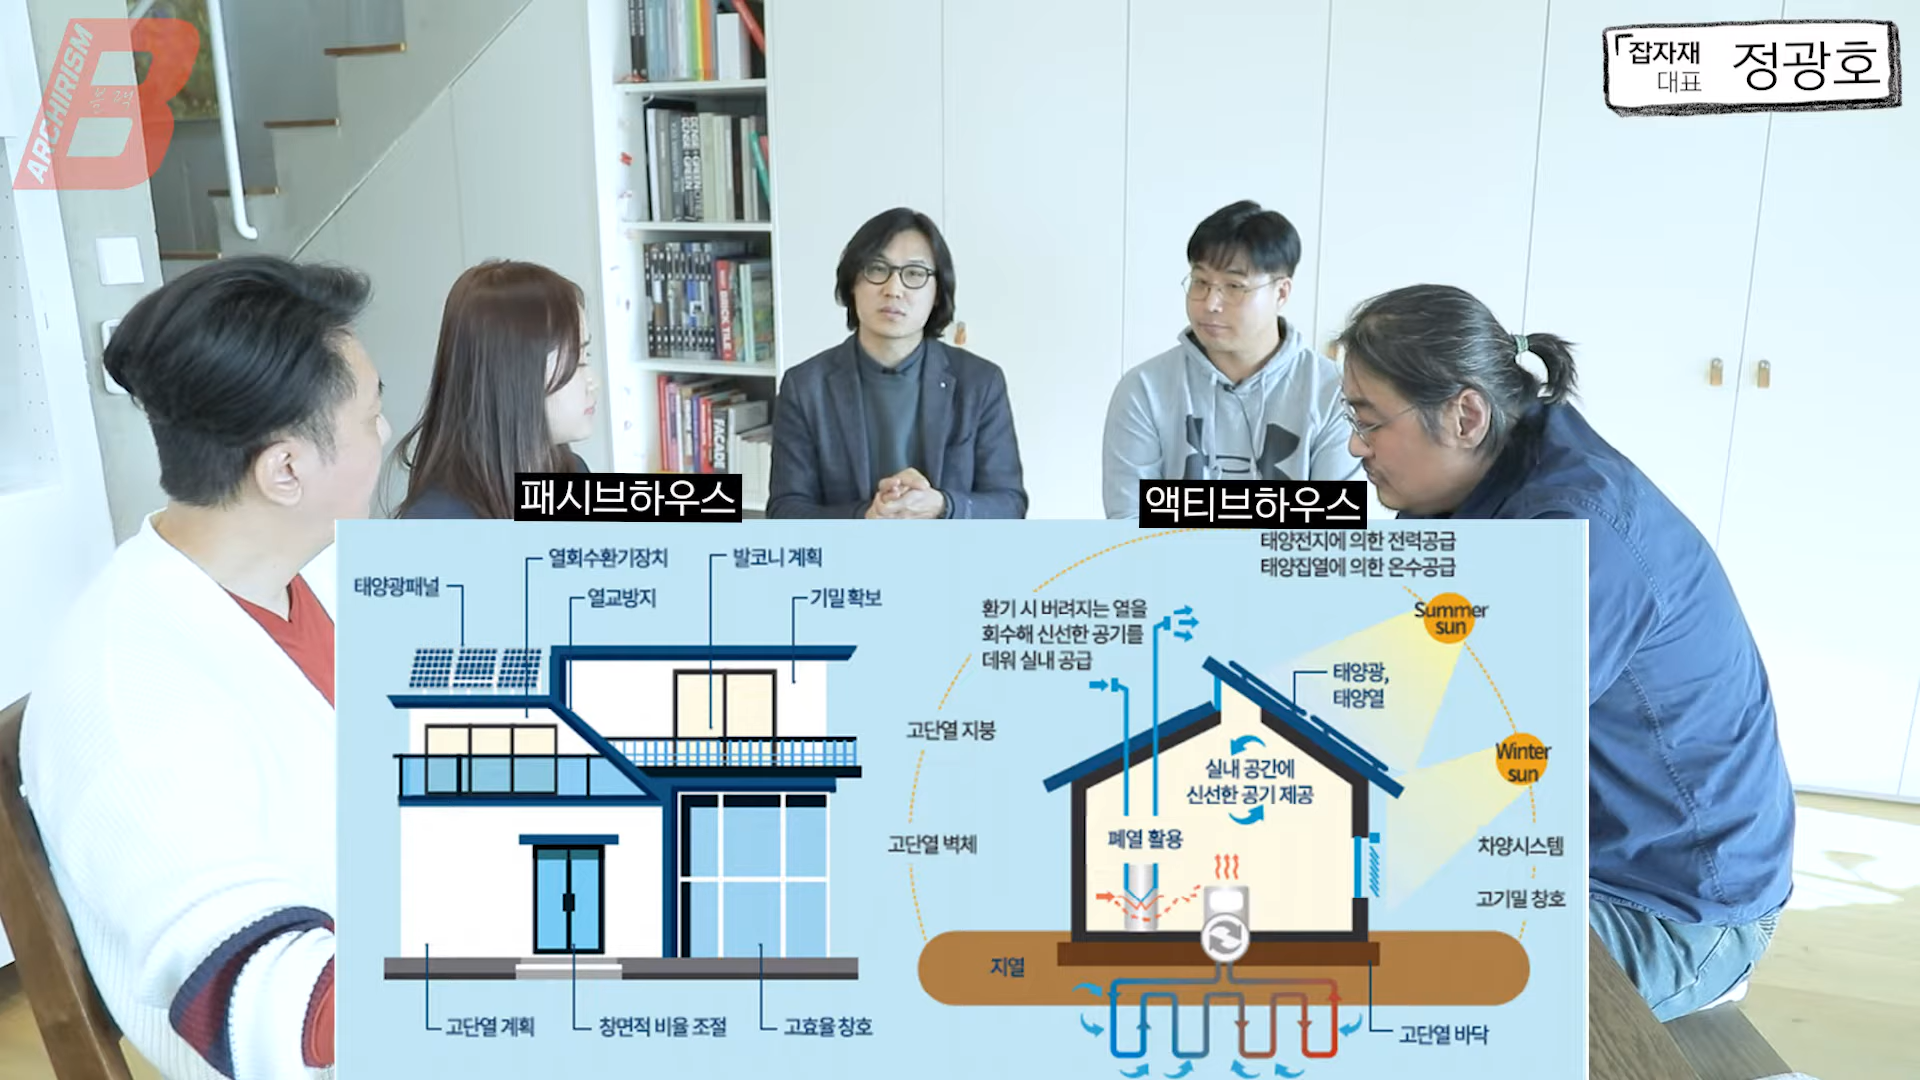 ARCHIRISM
본격
「잡자재
대표
정광호
DENSE
FACADE
BRICK
패시브하우스
액티브하우스
열회수환기장치
발코니 계획
태양광패널
열교방지
기밀 확보
고단열 계획
창면적 비율 조절
고효율 창호
태양전지에 의한 전력공급
태양집열에 의한 온수공급
환기 시 버려지는 열을
회수해 신선한 공기를
데워 실내 공급
Summer
sun
태양광,
태양열
고단열 지붕
Winter
sun
실내 공간에
신선한 공기 제공
폐열 활용
고단열 벽체
차양시스템
고기밀 창호
지열
고단열 바닥